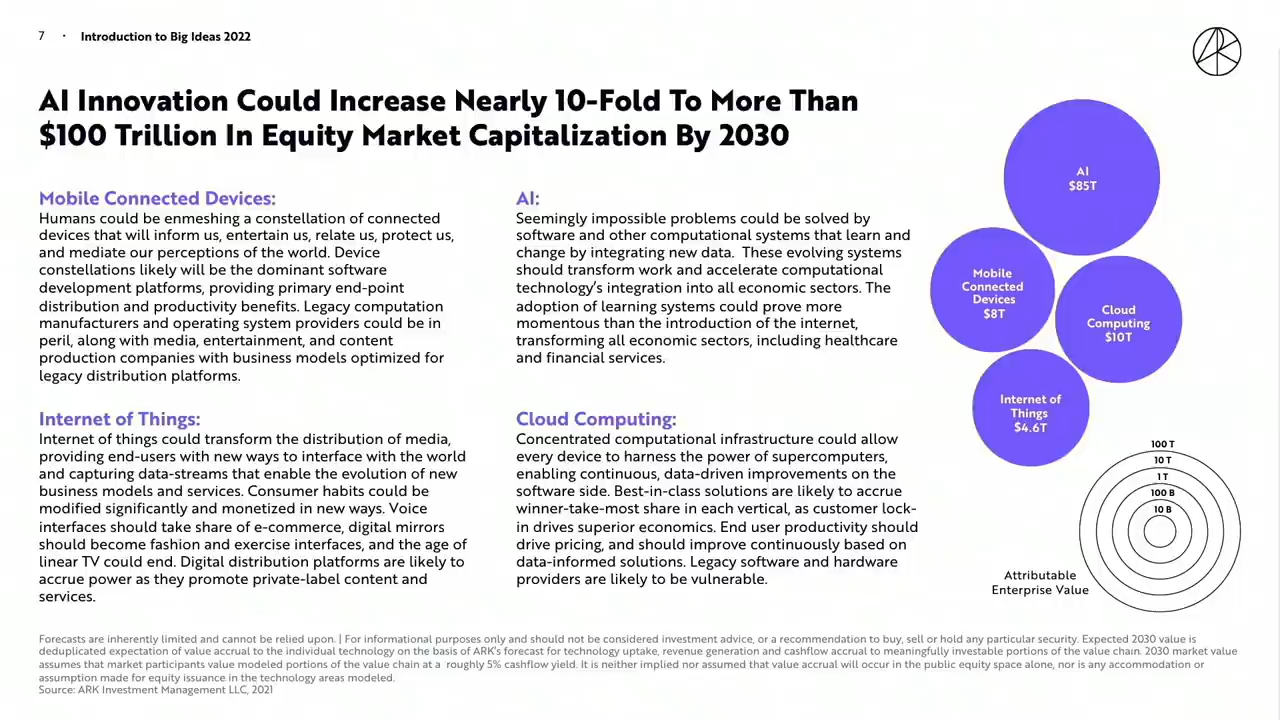 7 · Introduction to Big Ideas 2022
AI Innovation Could Increase Nearly 10-Fold To More Than
$100 Trillion In Equity Market Capitalization By 2030
Mobile Connected Devices:
Humans could be enmeshing a constellation of connected
devices that will inform us, entertain us, relate us, protect us,
and mediate our perceptions of the world. Device
constellations likely will be the dominant software
development platforms, providing primary end-point
distribution and productivity benefits. Legacy computation
manufacturers and operating system providers could be in
peril, along with media, entertainment, and content
production companies with business models optimized for
legacy distribution platforms.
Internet of Things:
Internet of things could transform the distribution of media,
providing end-users with new ways to interface with the world
and capturing data-streams that enable the evolution of new
business models and services. Consumer habits could be
modified significantly and monetized in new ways. Voice
interfaces should take share of e-commerce, digital mirrors
should become fashion and exercise interfaces, and the age of
linear TV could end. Digital distribution platforms are likely to
accrue power as they promote private-label content and
services.
AI:
Seemingly impossible problems could be solved by
software and other computational systems that learn and
change by integrating new data. These evolving systems
should transform work and accelerate computational
technology's integration into all economic sectors. The
adoption of learning systems could prove more
momentous than the introduction of the internet,
transforming all economic sectors, including healthcare
and financial services.
Cloud Computing:
Concentrated computational infrastructure could allow
every device to harness the power of supercomputers,
enabling continuous, data-driven improvements on the
software side. Best-in-class solutions are likely to accrue
winner-take-most share in each vertical, as customer lock-
in drives superior economics. End user productivity should
drive pricing, and should improve continuously based on
data-informed solutions. Legacy software and hardware
providers are likely to be vulnerable.
AI
$85T
Mobile
Connected
Devices
$8T
Cloud
Computing
$10T
Internet of
Things
$4.6T
100 T
10 T
1 T
100 B
10 B
Attributable
Enterprise Value
Forecasts are inherently limited and cannot be relied upon. | For informational purposes only and should not be considered investment advice, or a recommendation to buy, sell or hold any particular security. Expected 2030 value is
deduplicated expectation of value accrual to the individual technology on the basis of ARK's forecast for technology uptake, revenue generation and cashflow accrual to meaningfully investable portions of the value chain. 2030 market value
assumes that market participants value modeled portions of the value chain at a roughly 5% cashflow yield. It is neither implied nor assumed that value accrual will occur in the public equity space alone, nor is any accommodation or
assumption made for equity issuance in the technology areas modeled.
Source: ARK Investment Management LLC, 2021